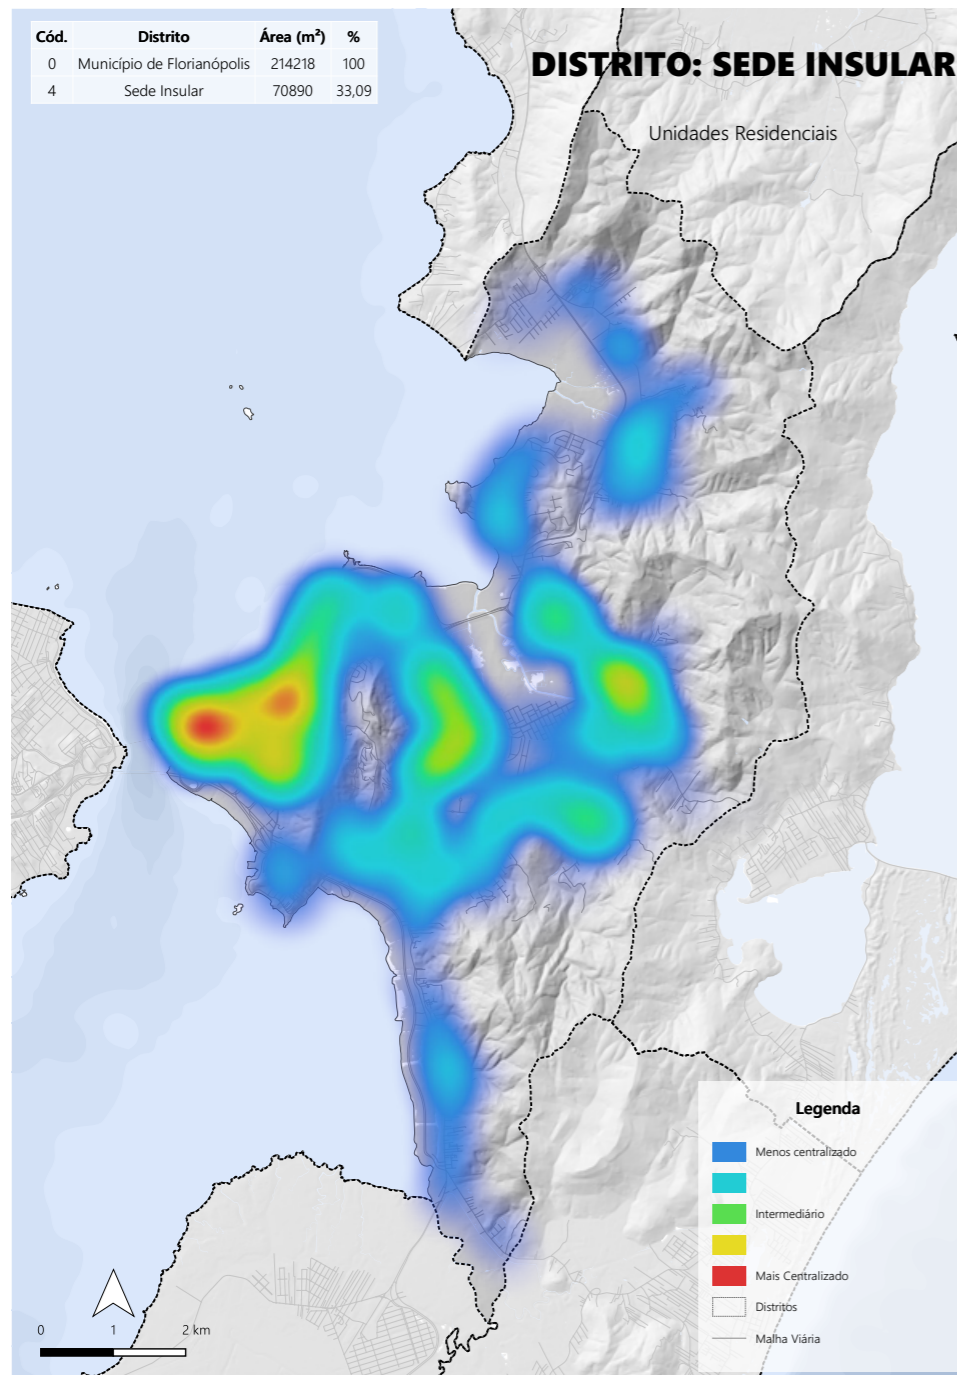 Cód. Distrito Área (m²) %
0 Município de Florianópolis 214218 100
4 Sede Insular 70890 33,09
DISTRITO: SEDE INSULAR
Unidades Residenciais
Legenda
Menos centralizado
Intermediário
Mais Centralizado
Distritos
Malha Viária
0 1 2 km